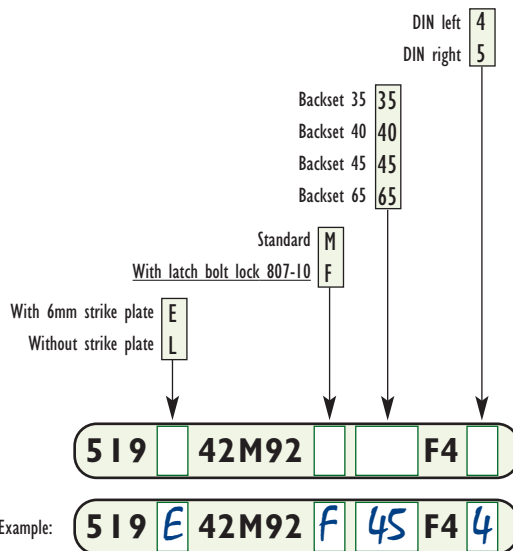 DIN left 4
DIN right 5
Backset 35 35
Backset 40 40
Backset 45 45
Backset 65 65
Standard M
With latch bolt lock 807-10 F
With 6mm strike plate E
Without strike plate L
519 42M92 F4
Example: 519 E 42M92 F 45 F4 4